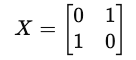 X = [0 1
1 0]